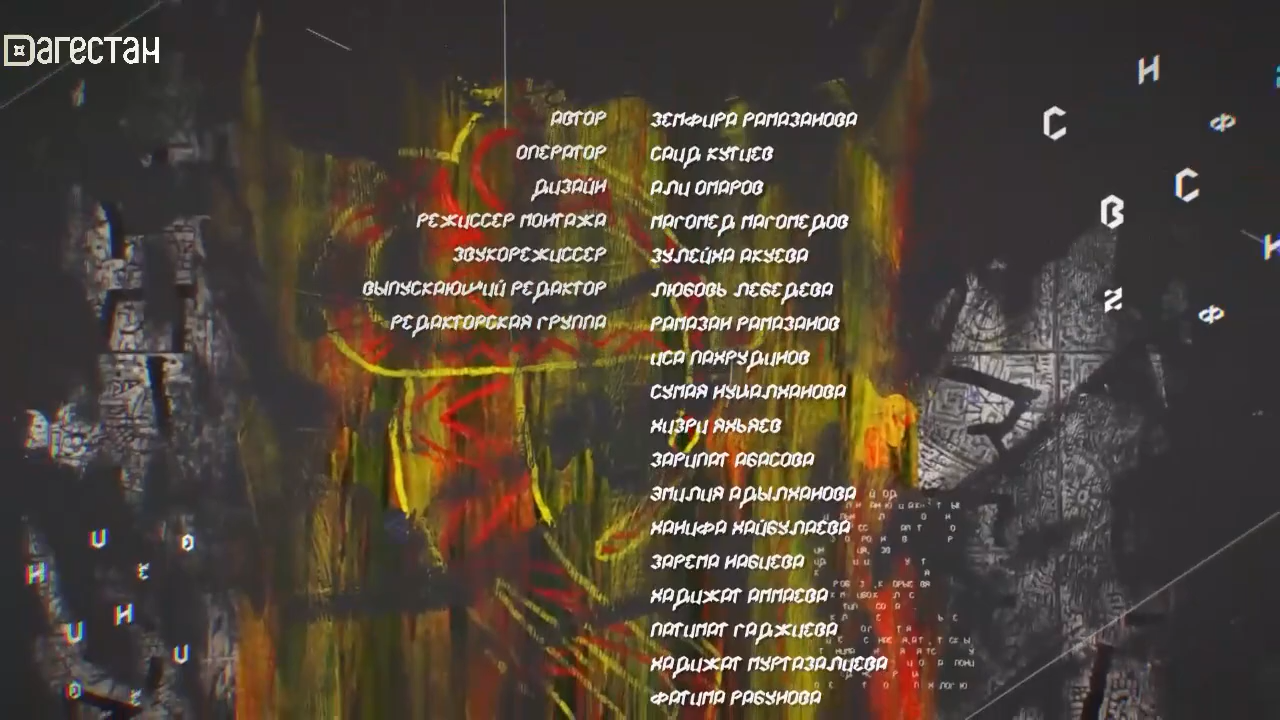 Дагестан
АВТОР ЗЕМФИРА РАМАЗАНОВА
ОПЕРАТОР САИД КУТИЕВ
ДИЗАЙН АЛИ ОМАРОВ
РЕЖИССЕР МОНТАЖА МАГОМЕД МАГОМЕДОВ
ЗВУКОРЕЖИССЕР ЗУЛЕЙХА АКУЕВА
ВЫПУСКАЮЩИЙ РЕДАКТОР ЛЮБОВЬ ЛЕБЕДЕВА
РЕДАКТОРСКАЯ ГРУППА РАМАЗАН РАМАЗАНОВ
ИСА ПАХРУДИНОВ
СУМАЯ НУЦАЛХАНОВА
ХИЗРИ ЯХЬЯЕВ
ЗАРИПАТ АБАСОВА
ЭМИЛИЯ АДЫЛХАНОВА
ХАНИФА ХАЙБУЛАЕВА
ЗАРЕМА НАБИЕВА
ХАДИЖАТ АММАЕВА
ПАТИМАТ ГАДЖИЕВА
ХАДИЖАТ МУРТАЗАЛИЕВА
ФАТИМА РАБУНОВА